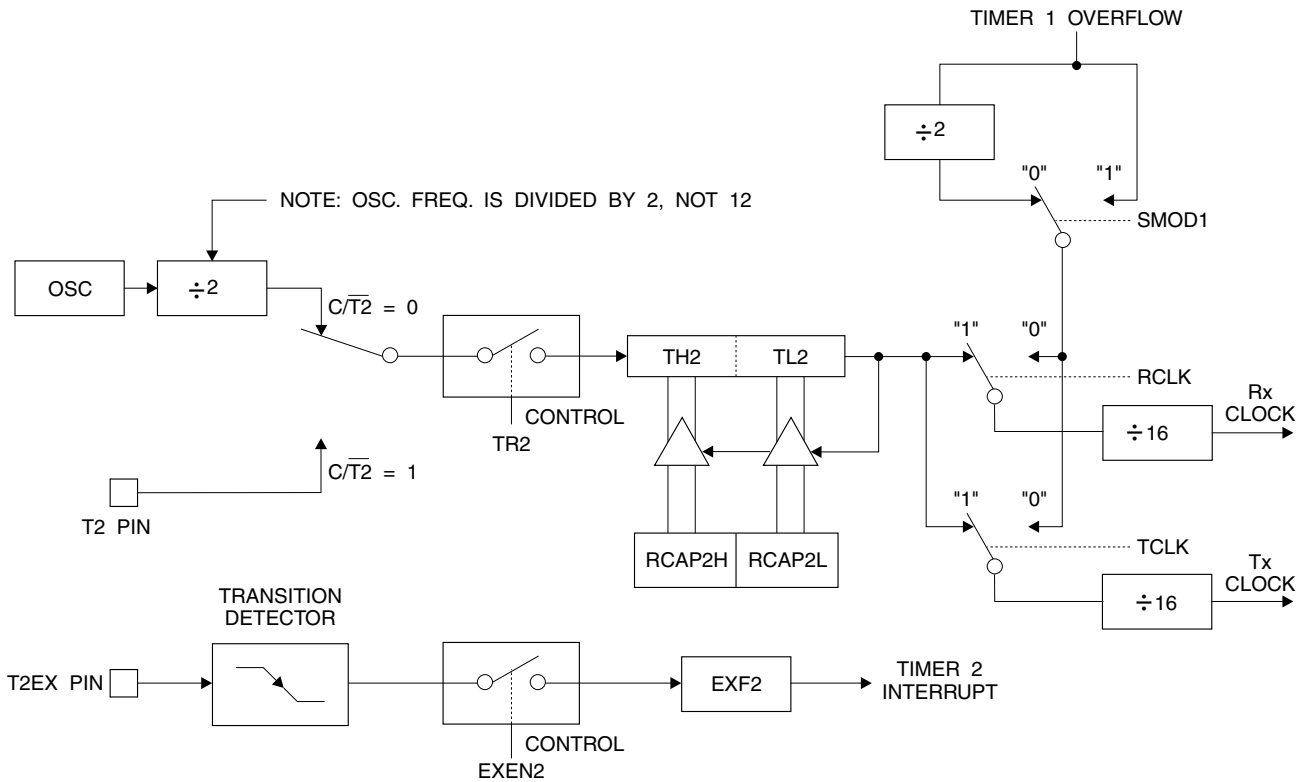 TIMER 1 OVERFLOW
÷2
"0"
"1"
NOTE: OSC. FREQ. IS DIVIDED BY 2, NOT 12
SMOD1
OSC
÷2
C/T̅2̅ = 0
TH2
TL2
"1"
"0"
RCLK
Rx
CLOCK
÷16
CONTROL
TR2
C/T̅2̅ = 1
T2 PIN
"1"
"0"
TCLK
RCAP2H
RCAP2L
Tx
CLOCK
÷16
TRANSITION
DETECTOR
T2EX PIN
EXF2
TIMER 2
INTERRUPT
CONTROL
EXEN2